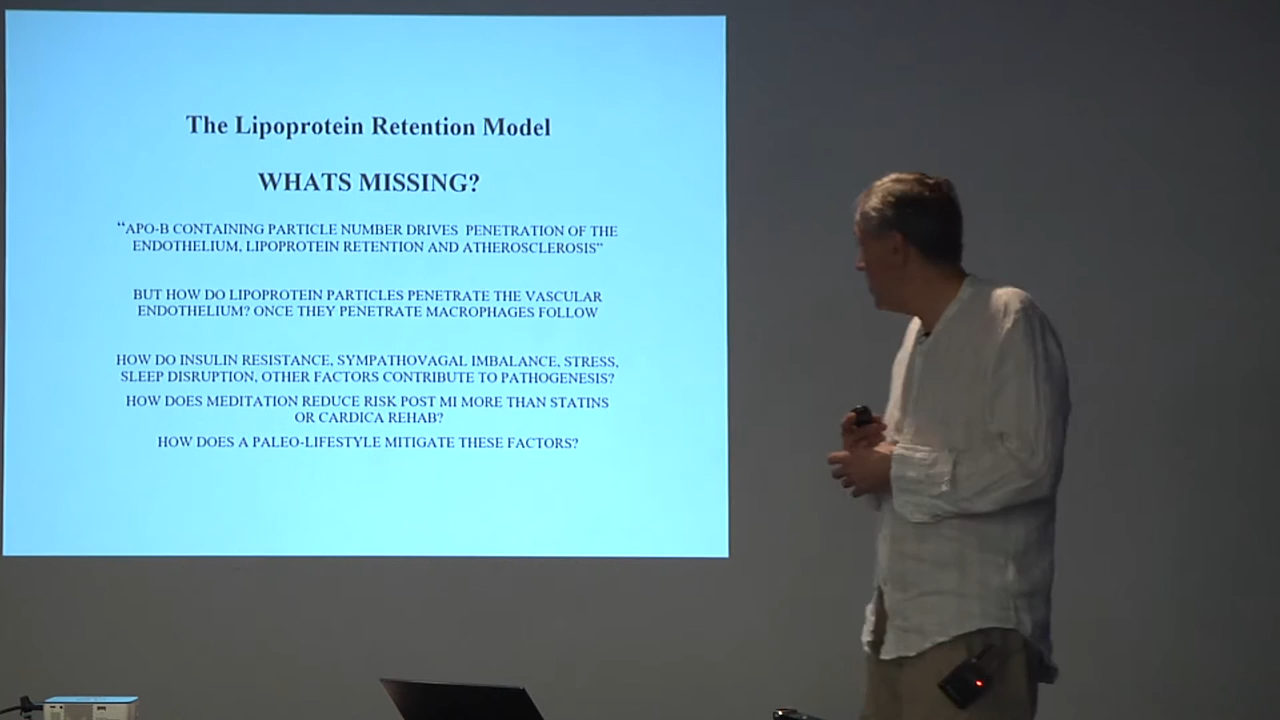 The Lipoprotein Retention Model
WHATS MISSING?
“APO-B CONTAINING PARTICLE NUMBER DRIVES PENETRATION OF THE
ENDOTHELIUM, LIPOPROTEIN RETENTION AND ATHEROSCLEROSIS”
BUT HOW DO LIPOPROTEIN PARTICLES PENETRATE THE VASCULAR
ENDOTHELIUM? ONCE THEY PENETRATE MACROPHAGES FOLLOW
HOW DO INSULIN RESISTANCE, SYMPATHOVAGAL IMBALANCE, STRESS,
SLEEP DISRUPTION, OTHER FACTORS CONTRIBUTE TO PATHOGENESIS?
HOW DOES MEDITATION REDUCE RISK POST MI MORE THAN STATINS
OR CARDICA REHAB?
HOW DOES A PALEO-LIFESTYLE MITIGATE THESE FACTORS?